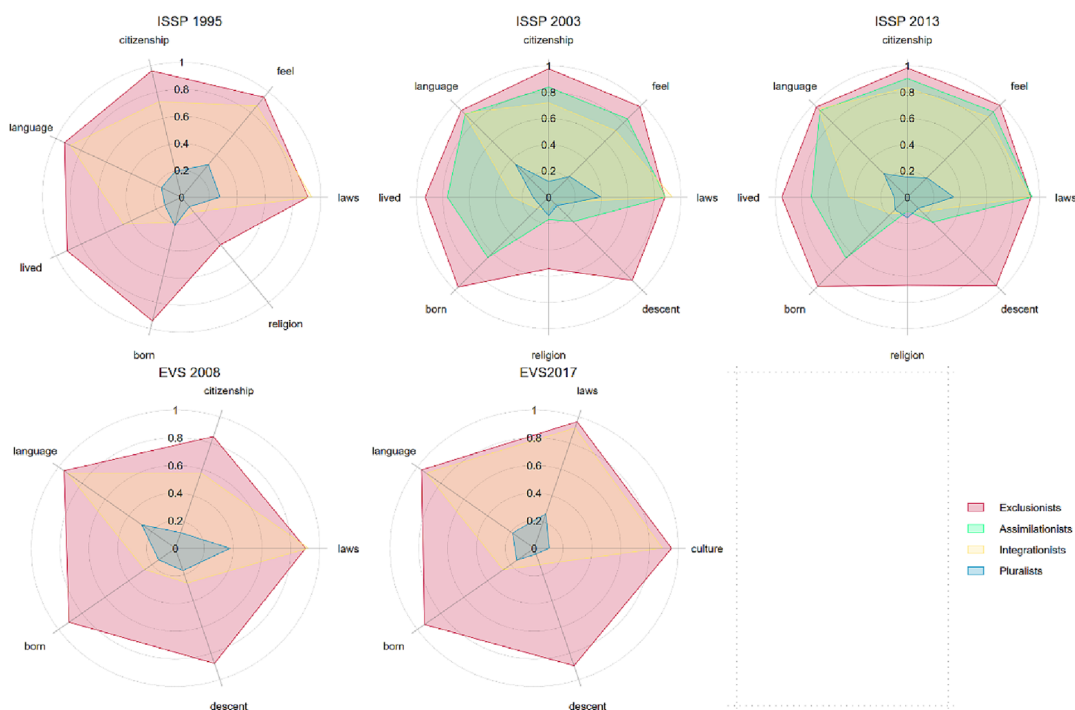 ISSP 1995
citizenship
feel
laws
religion
born
lived
language
1
0.8
0.6
0.4
0.2
0
ISSP 2003
citizenship
feel
laws
descent
religion
born
lived
language
1
0.8
0.6
0.4
0.2
0
ISSP 2013
citizenship
feel
laws
descent
religion
born
lived
language
1
0.8
0.6
0.4
0.2
0
EVS 2008
citizenship
laws
descent
born
language
1
0.8
0.6
0.4
0.2
0
EVS2017
laws
culture
descent
born
language
1
0.8
0.6
0.4
0.2
0
Exclusionists
Assimilationists
Integrationists
Pluralists